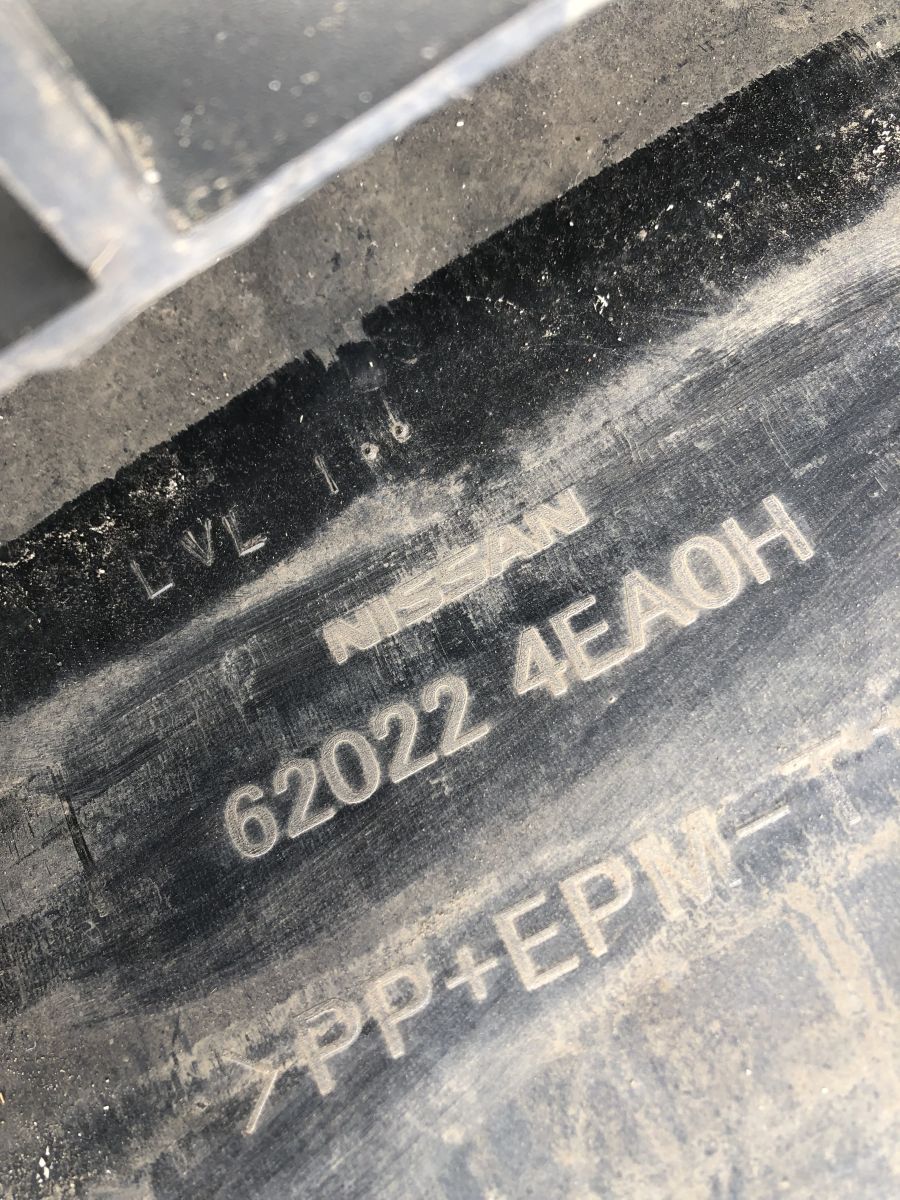 LVL
NISSAN
62022 4EA0H
>PP+EPM-T